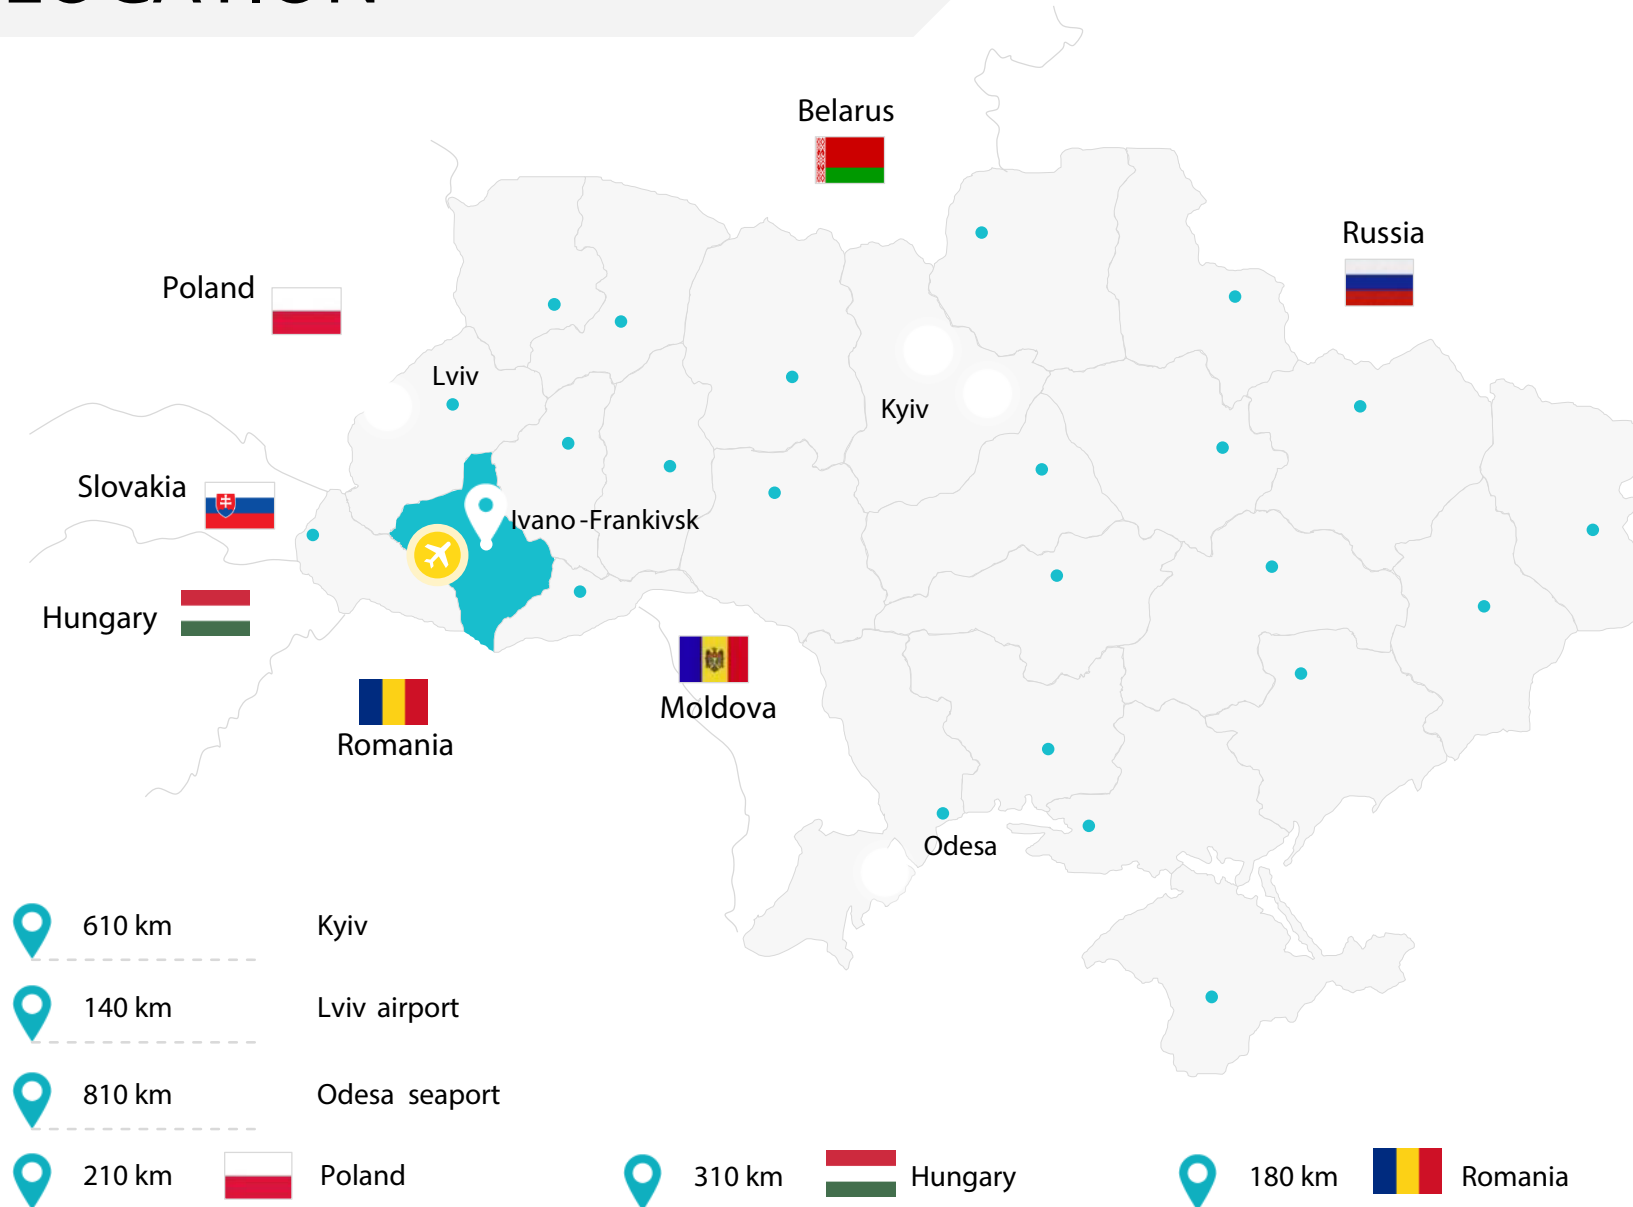 LOCATION
Belarus
Russia
Poland
Lviv
Kyiv
Slovakia
Ivano-Frankivsk
Hungary
Moldova
Romania
Odesa
610 km Kyiv
140 km Lviv airport
810 km Odesa seaport
210 km Poland 310 km Hungary 180 km Romania